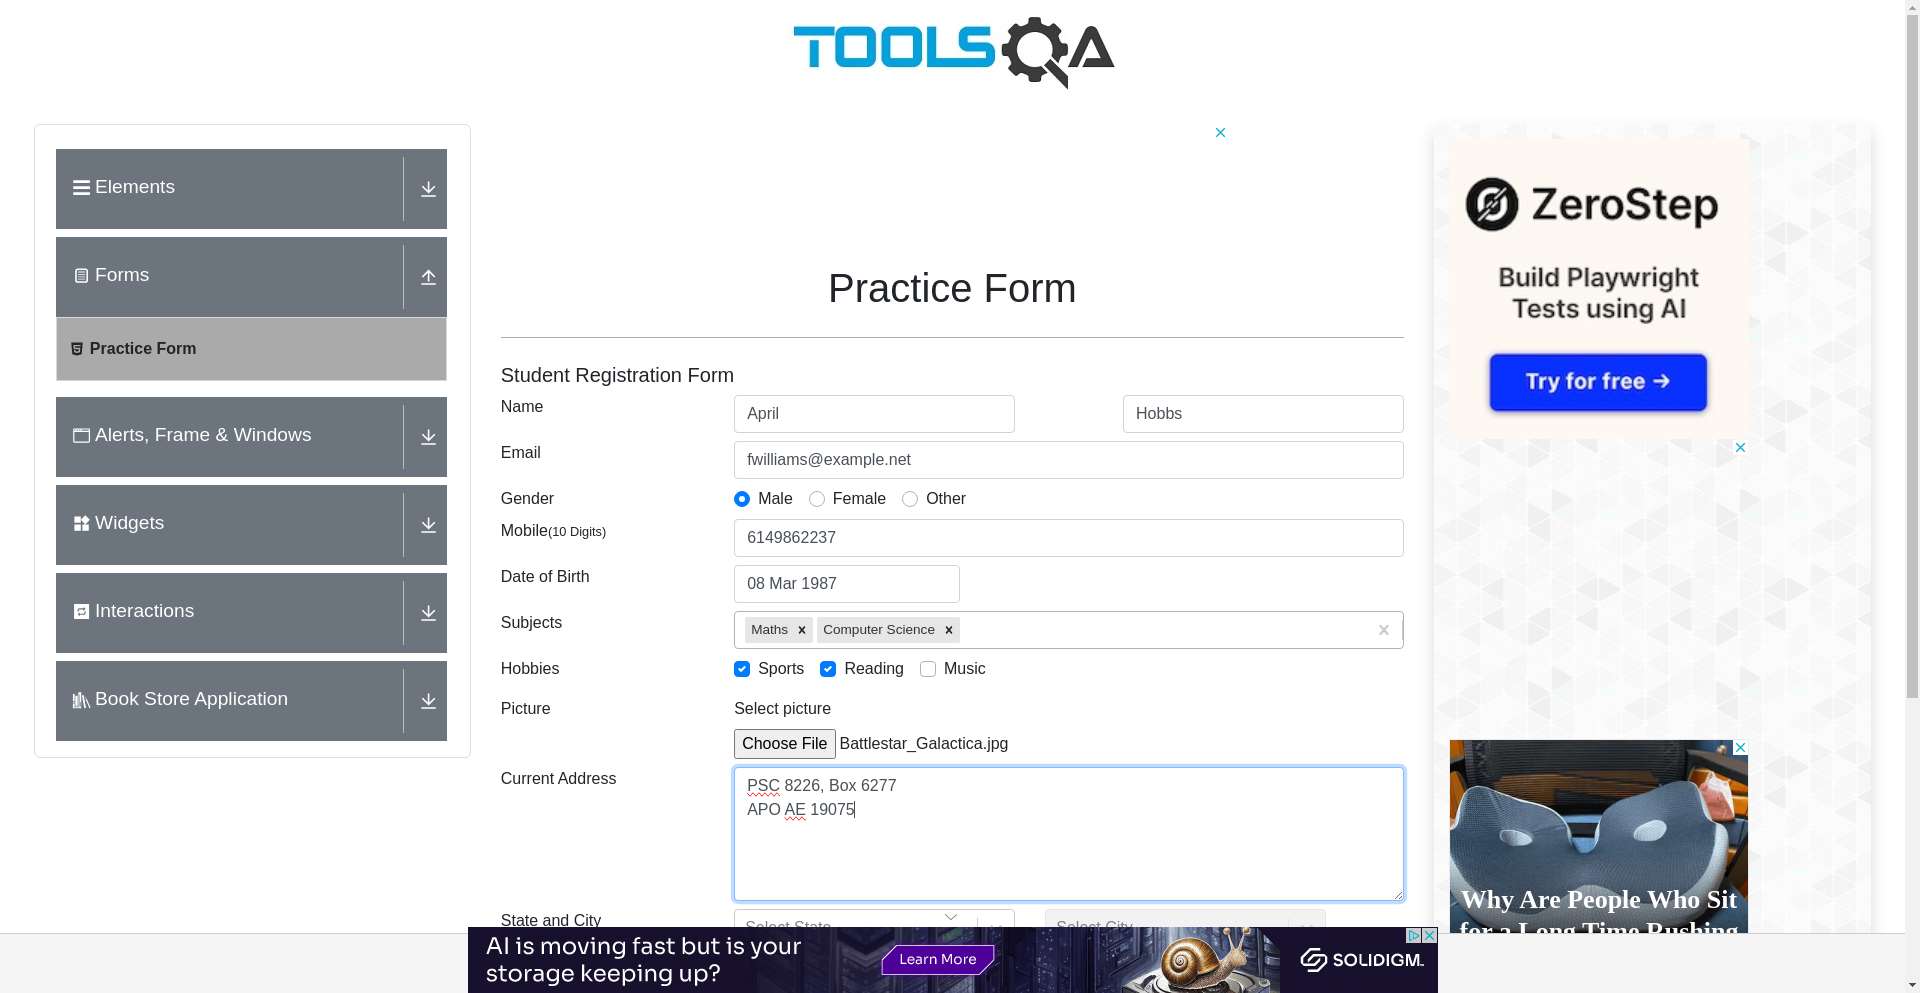 TOOLSQA
Elements
Forms
Practice Form
Alerts, Frame & Windows
Widgets
Interactions
Book Store Application
Practice Form
Student Registration Form
Name
April
Hobbs
Email
fwilliams@example.net
Gender
Male
Female
Other
Mobile(10 Digits)
6149862237
Date of Birth
08 Mar 1987
Subjects
Maths
Computer Science
Hobbies
Sports
Reading
Music
Picture
Select picture
Choose File Battlestar_Galactica.jpg
Current Address
PSC 8226, Box 6277
APO AE 19075
State and City
Select State
Select City
ZeroStep
Build Playwright
Tests using AI
Try for free →
Why Are People Who Sit
for a Long Time Rushing
AI is moving fast but is your
storage keeping up?
Learn More
SOLIDIGM